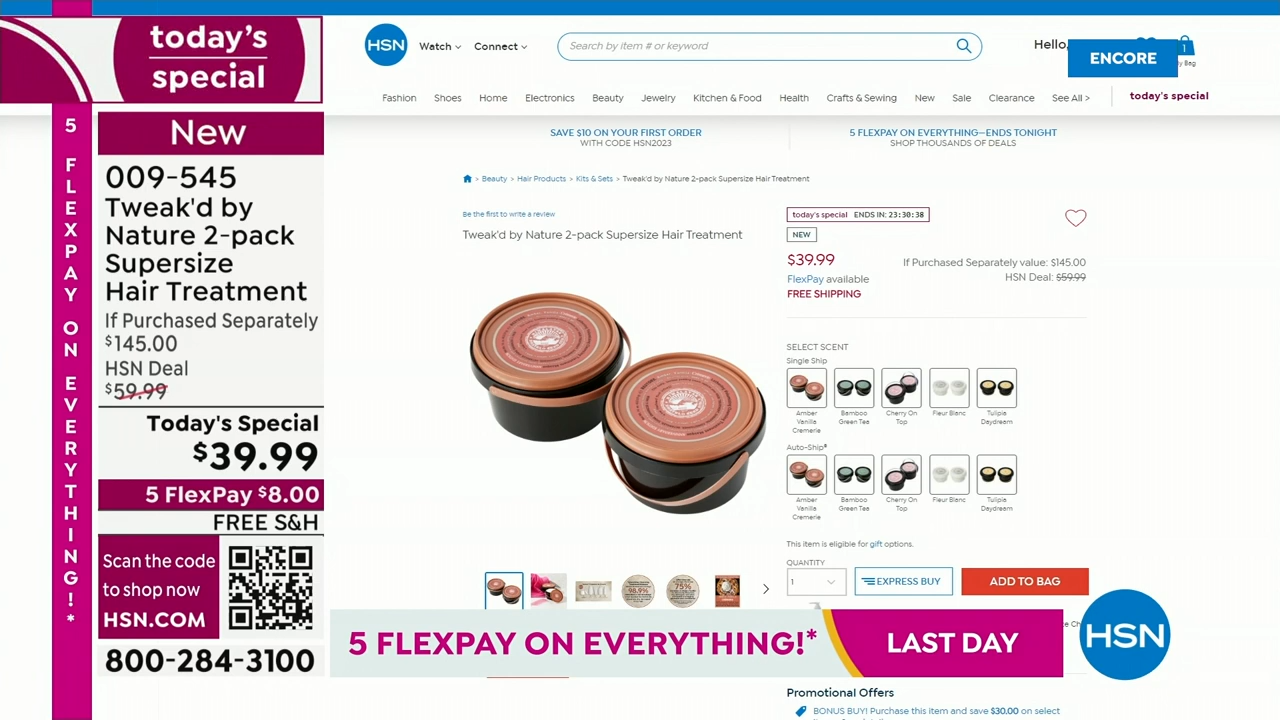 today's
special
5 FLEXPAY ON EVERYTHING!*
New
009-545
Tweak'd by
Nature 2-pack
Supersize
Hair Treatment
If Purchased Separately
$145.00
HSN Deal
$59.99
Today's Special
$39.99
5 FlexPay $8.00
FREE S&H
Scan the code
to shop now
HSN.COM
800-284-3100
HSN
Watch
Connect
Search by item # or keyword
Hello,
1
Bag
ENCORE
Fashion
Shoes
Home
Electronics
Beauty
Jewelry
Kitchen & Food
Health
Crafts & Sewing
New
Sale
Clearance
See All >
today's special
SAVE $10 ON YOUR FIRST ORDER
WITH CODE HSN2023
5 FLEXPAY ON EVERYTHING—ENDS TONIGHT
SHOP THOUSANDS OF DEALS
> Beauty > Hair Products > Kits & Sets > Tweak'd by Nature 2-pack Supersize Hair Treatment
Be the first to write a review
Tweak'd by Nature 2-pack Supersize Hair Treatment
today's special ENDS IN: 23:30:38
NEW
$39.99
If Purchased Separately value: $145.00
FlexPay available
HSN Deal: $59.99
FREE SHIPPING
SELECT SCENT
Single Ship
Amber Vanilla Cremerie
Bamboo Green Tea
Cherry On Top
Fleur Blanc
Tulipia Daydream
Auto-Ship®
Amber Vanilla Cremerie
Bamboo Green Tea
Cherry On Top
Fleur Blanc
Tulipia Daydream
This item is eligible for gift options.
QUANTITY
1
EXPRESS BUY
ADD TO BAG
98.9%
75%
5 FLEXPAY ON EVERYTHING!*
LAST DAY
HSN
Promotional Offers
BONUS BUY! Purchase this item and save $30.00 on select